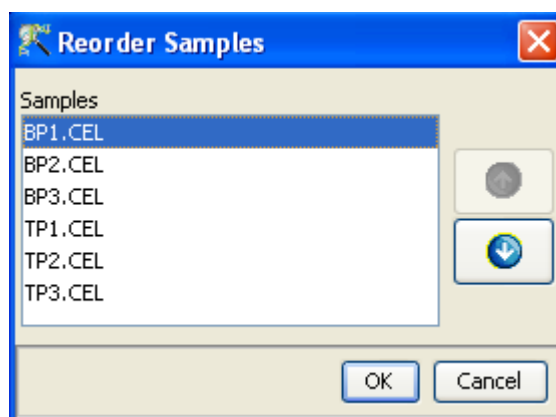 Reorder Samples
Samples
BP1.CEL
BP2.CEL
BP3.CEL
TP1.CEL
TP2.CEL
TP3.CEL
OK Cancel